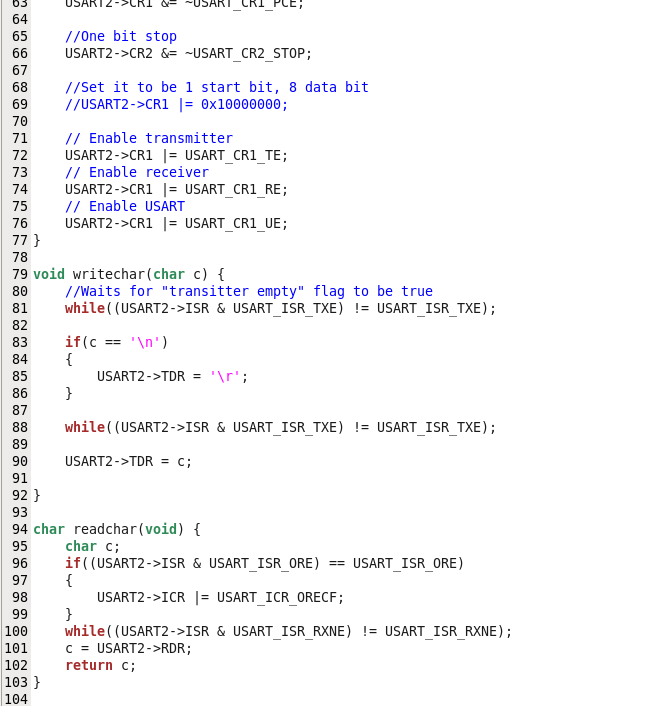 63 USART2->CR1 &= ~USART_CR1_PCE;
64
65 //One bit stop
66 USART2->CR2 &= ~USART_CR2_STOP;
67
68 //Set it to be 1 start bit, 8 data bit
69 //USART2->CR1 |= 0x10000000;
70
71 // Enable transmitter
72 USART2->CR1 |= USART_CR1_TE;
73 // Enable receiver
74 USART2->CR1 |= USART_CR1_RE;
75 // Enable USART
76 USART2->CR1 |= USART_CR1_UE;
77 }
78
79 void writechar(char c) {
80 //Waits for "transitter empty" flag to be true
81 while((USART2->ISR & USART_ISR_TXE) != USART_ISR_TXE);
82
83 if(c == '\n')
84 {
85 USART2->TDR = '\r';
86 }
87
88 while((USART2->ISR & USART_ISR_TXE) != USART_ISR_TXE);
89
90 USART2->TDR = c;
91
92 }
93
94 char readchar(void) {
95 char c;
96 if((USART2->ISR & USART_ISR_ORE) == USART_ISR_ORE)
97 {
98 USART2->ICR |= USART_ICR_ORECF;
99 }
100 while((USART2->ISR & USART_ISR_RXNE) != USART_ISR_RXNE);
101 c = USART2->RDR;
102 return c;
103 }
104